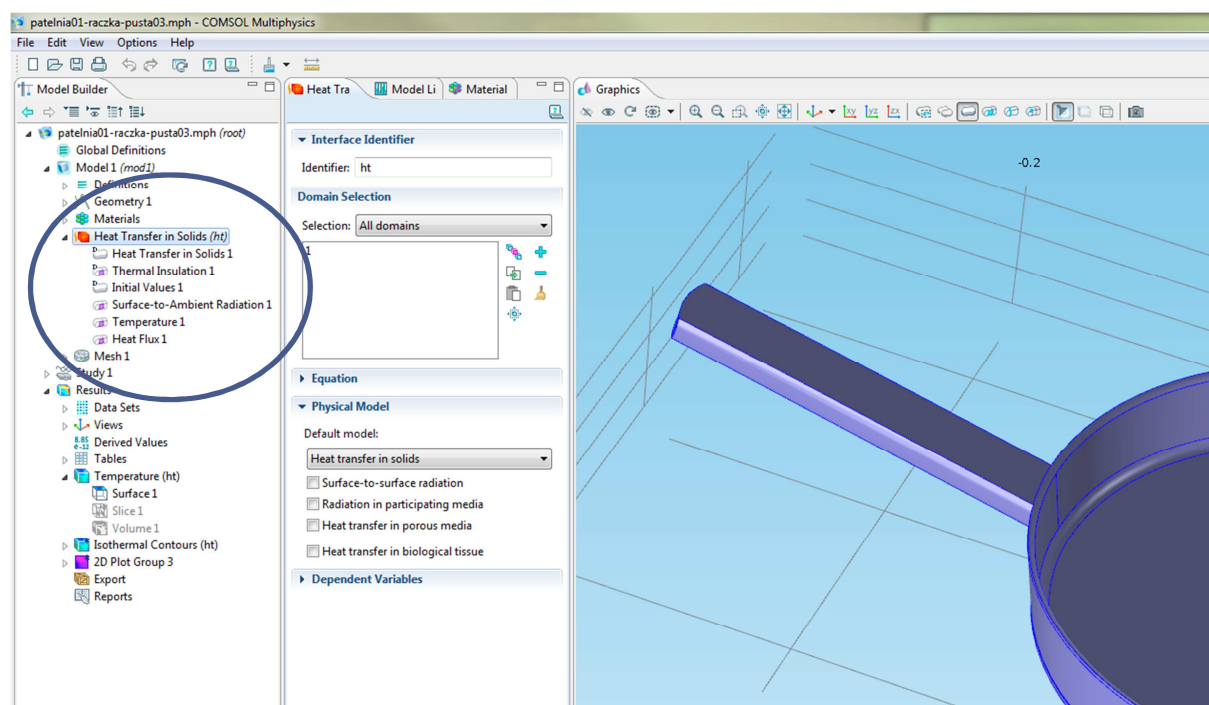 patelnia01-raczka-pusta03.mph - COMSOL Multiphysics
File Edit View Options Help
Model Builder
patelnia01-raczka-pusta03.mph (root)
Global Definitions
Model 1 (mod1)
Definitions
Geometry 1
Materials
Heat Transfer in Solids (ht)
Heat Transfer in Solids 1
Thermal Insulation 1
Initial Values 1
Surface-to-Ambient Radiation 1
Temperature 1
Heat Flux 1
Mesh 1
Study 1
Results
Data Sets
Views
8.85
e-12
Derived Values
Tables
Temperature (ht)
Surface 1
Slice 1
Volume 1
Isothermal Contours (ht)
2D Plot Group 3
Export
Reports
Heat Tra Model Li Material
Interface Identifier
Identifier: ht
Domain Selection
Selection: All domains
1
Equation
Physical Model
Default model:
Heat transfer in solids
Surface-to-surface radiation
Radiation in participating media
Heat transfer in porous media
Heat transfer in biological tissue
Dependent Variables
Graphics
xy yz zx
-0.2